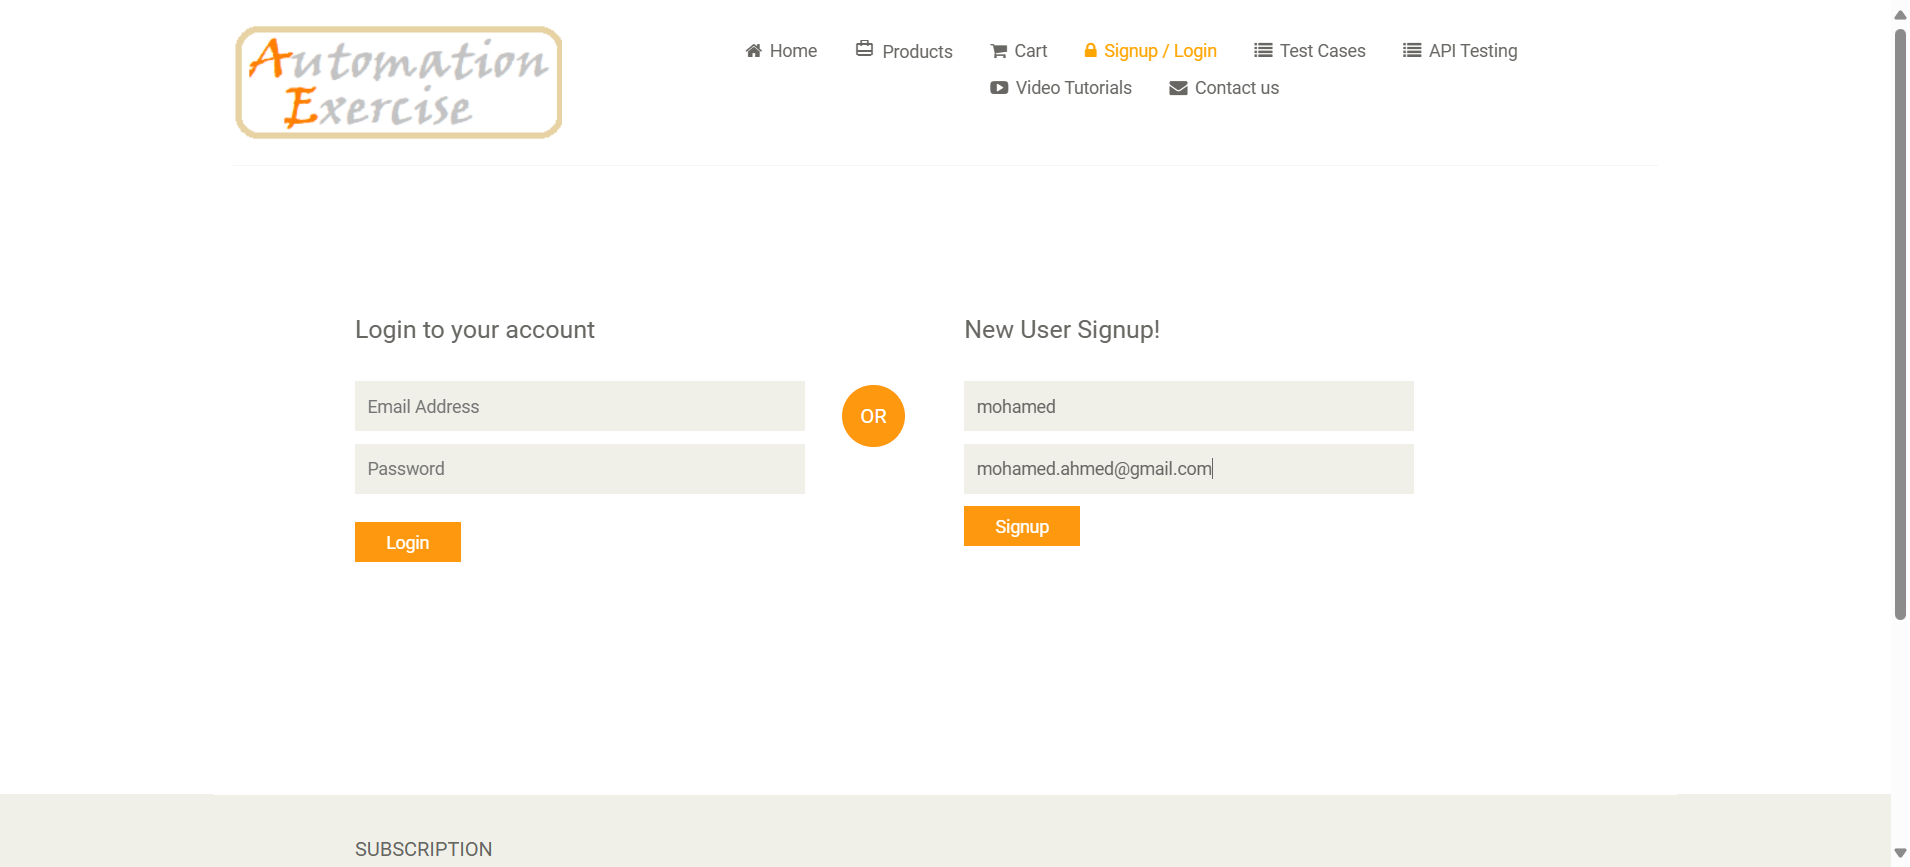 Automation
Exercise
Home Products Cart Signup / Login Test Cases API Testing
Video Tutorials Contact us
Login to your account
Email Address
Password
Login
OR
New User Signup!
mohamed
mohamed.ahmed@gmail.com
Signup
SUBSCRIPTION